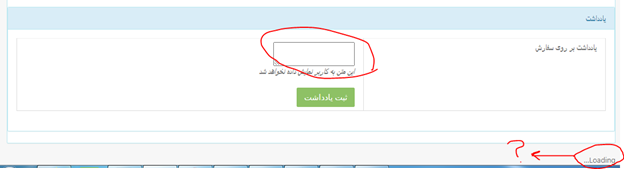 یادداشت
یادداشت بر روی سفارش
این متن به کاربر نمایش داده نخواهد شد
ثبت یادداشت
?
Loading...